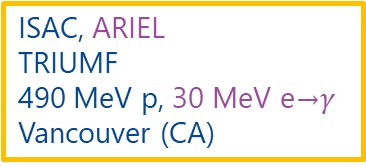 ISAC, ARIEL
TRIUMF
490 MeV p, 30 MeV e→γ
Vancouver (CA)